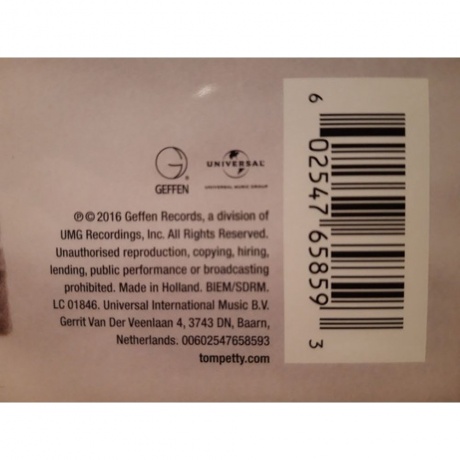 GEFFEN
UNIVERSAL
UNIVERSAL MUSIC GROUP
℗ © 2016 Geffen Records, a division of
UMG Recordings, Inc. All Rights Reserved.
Unauthorised reproduction, copying, hiring,
lending, public performance or broadcasting
prohibited. Made in Holland. BIEM/SDRM.
LC 01846. Universal International Music B.V.
Gerrit Van Der Veenlaan 4, 3743 DN, Baarn,
Netherlands. 00602547658593
tompetty.com
6 02547 65859 3